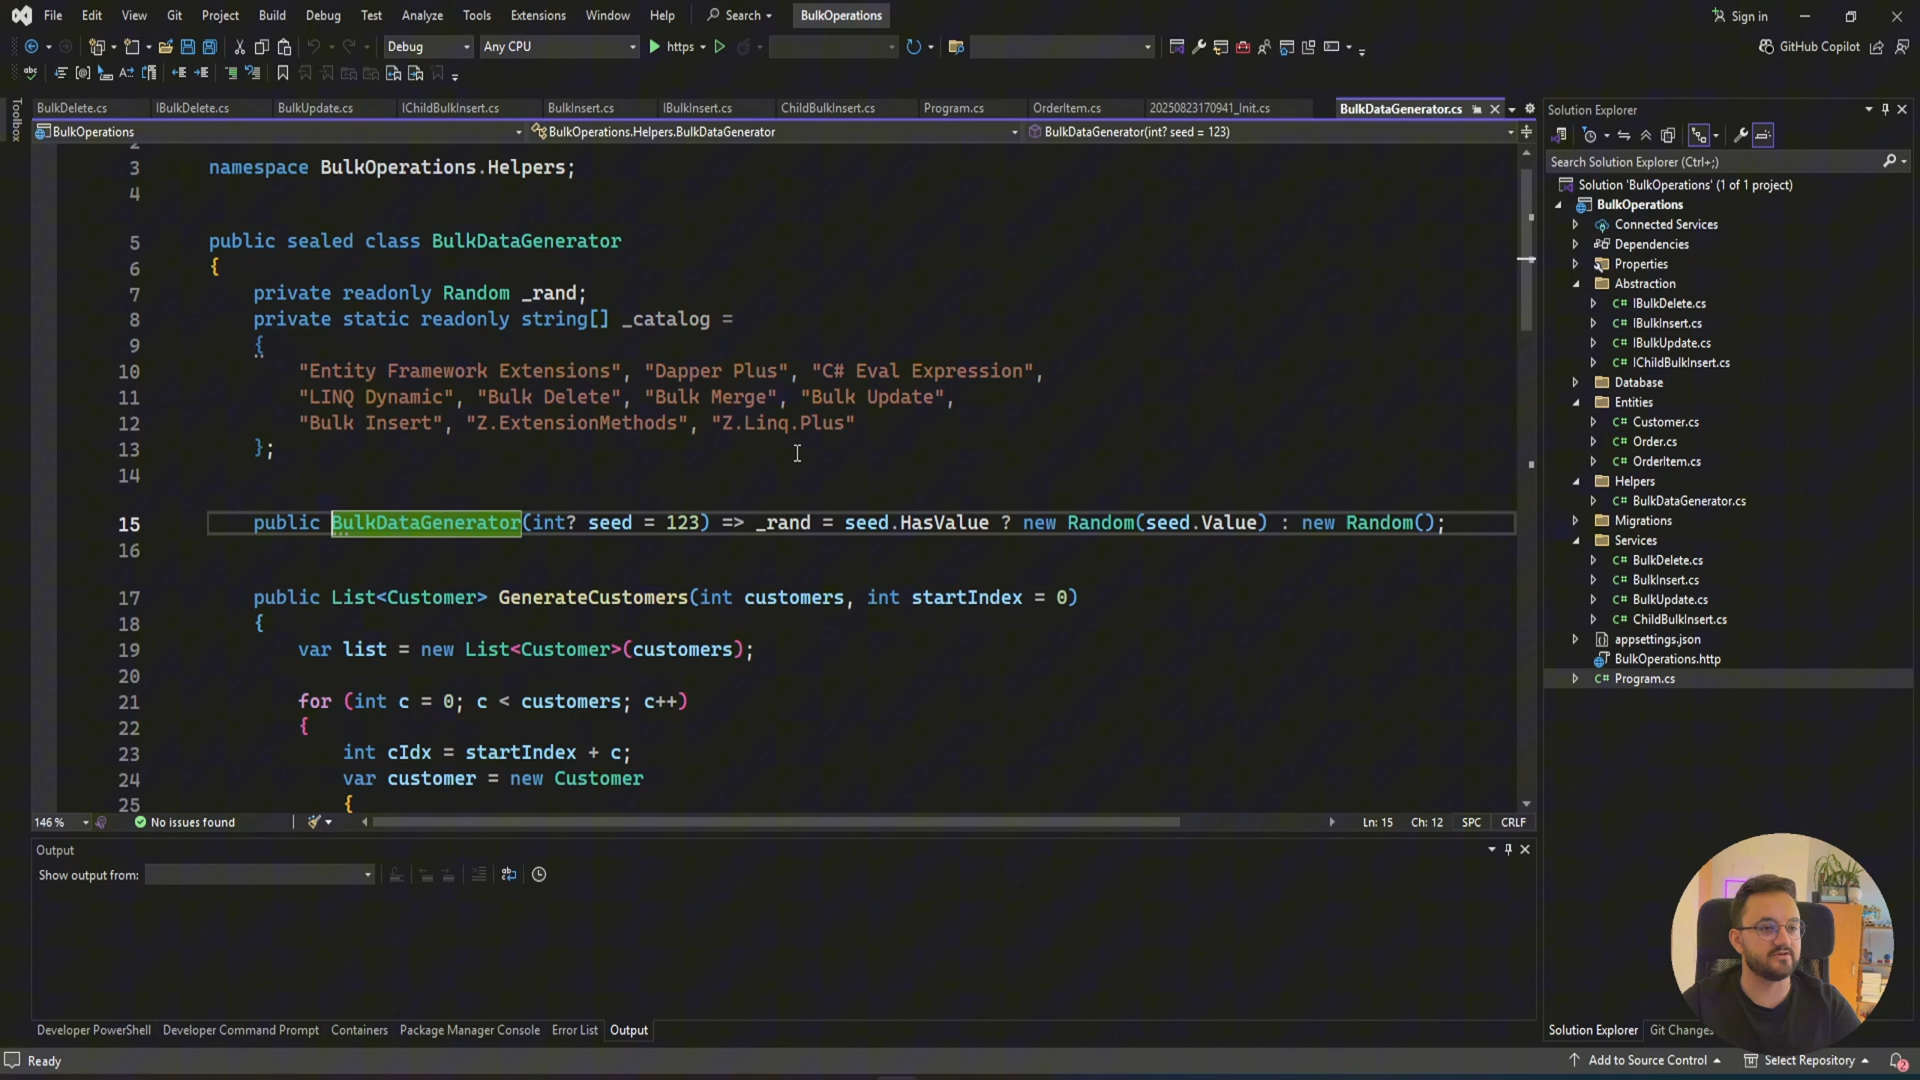 File Edit View Git Project Build Debug Test Analyze Tools Extensions Window Help Search BulkOperations Sign in
Debug Any CPU https GitHub Copilot
Toolbox
BulkDelete.cs IBulkDelete.cs BulkUpdate.cs IChildBulkInsert.cs BulkInsert.cs IBulkInsert.cs ChildBulkInsert.cs Program.cs OrderItem.cs 20250823170941_Init.cs BulkDataGenerator.cs
BulkOperations BulkOperations.Helpers.BulkDataGenerator BulkDataGenerator(int? seed = 123)
2
3 namespace BulkOperations.Helpers;
4
5 public sealed class BulkDataGenerator
6 {
7 private readonly Random _rand;
8 private static readonly string[] _catalog =
9 {
10 "Entity Framework Extensions", "Dapper Plus", "C# Eval Expression",
11 "LINQ Dynamic", "Bulk Delete", "Bulk Merge", "Bulk Update",
12 "Bulk Insert", "Z.ExtensionMethods", "Z.Linq.Plus"
13 };
14
15 public BulkDataGenerator(int? seed = 123) => _rand = seed.HasValue ? new Random(seed.Value) : new Random();
16
17 public List<Customer> GenerateCustomers(int customers, int startIndex = 0)
18 {
19 var list = new List<Customer>(customers);
20
21 for (int c = 0; c < customers; c++)
22 {
23 int cIdx = startIndex + c;
24 var customer = new Customer
25 {
146 % No issues found Ln: 15 Ch: 12 SPC CRLF
Output
Show output from:
Developer PowerShell Developer Command Prompt Containers Package Manager Console Error List Output
Ready
Solution Explorer
Search Solution Explorer (Ctrl+;)
Solution 'BulkOperations' (1 of 1 project)
BulkOperations
Connected Services
Dependencies
Properties
Abstraction
C# IBulkDelete.cs
C# IBulkInsert.cs
C# IBulkUpdate.cs
C# IChildBulkInsert.cs
Database
Entities
C# Customer.cs
C# Order.cs
C# OrderItem.cs
Helpers
C# BulkDataGenerator.cs
Migrations
Services
C# BulkDelete.cs
C# BulkInsert.cs
C# BulkUpdate.cs
C# ChildBulkInsert.cs
appsettings.json
BulkOperations.http
C# Program.cs
Solution Explorer Git Changes
Add to Source Control Select Repository 2